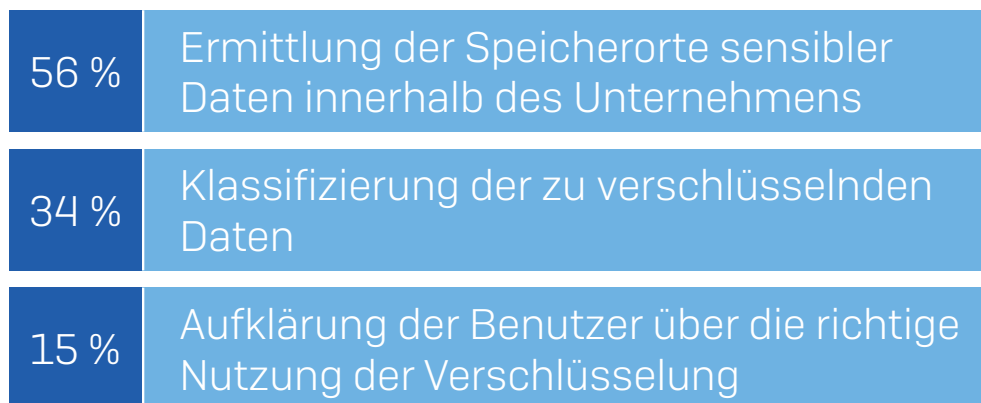 56 %
Ermittlung der Speicherorte sensibler
Daten innerhalb des Unternehmens
34 %
Klassifizierung der zu verschlüsselnden
Daten
15 %
Aufklärung der Benutzer über die richtige
Nutzung der Verschlüsselung